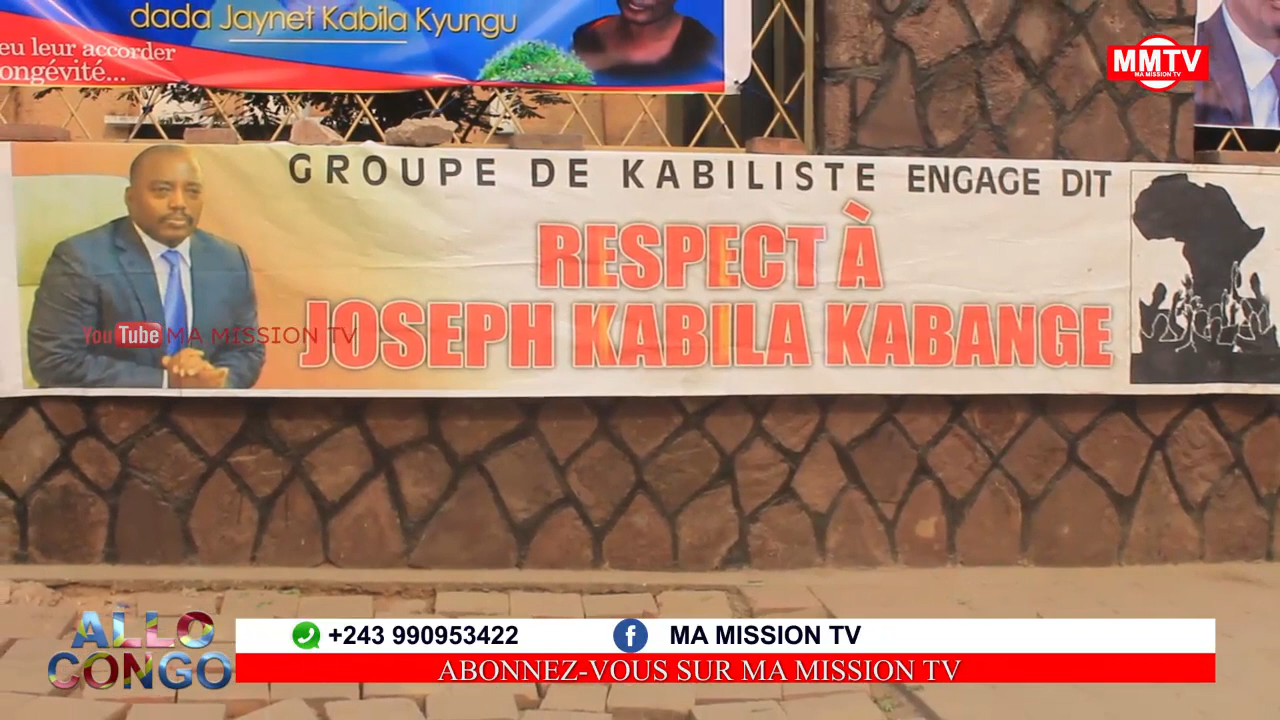 dada Jaynet Kabila Kyungu
eu leur accorder
ongévité...
MMTV
MA MISSION TV
GROUPE DE KABILISTE ENGAGE DIT
RESPECT À
JOSEPH KABILA KABANGE
YouTube MA MISSION TV
ALLO
CONGO
+243 990953422
MA MISSION TV
ABONNEZ-VOUS SUR MA MISSION TV